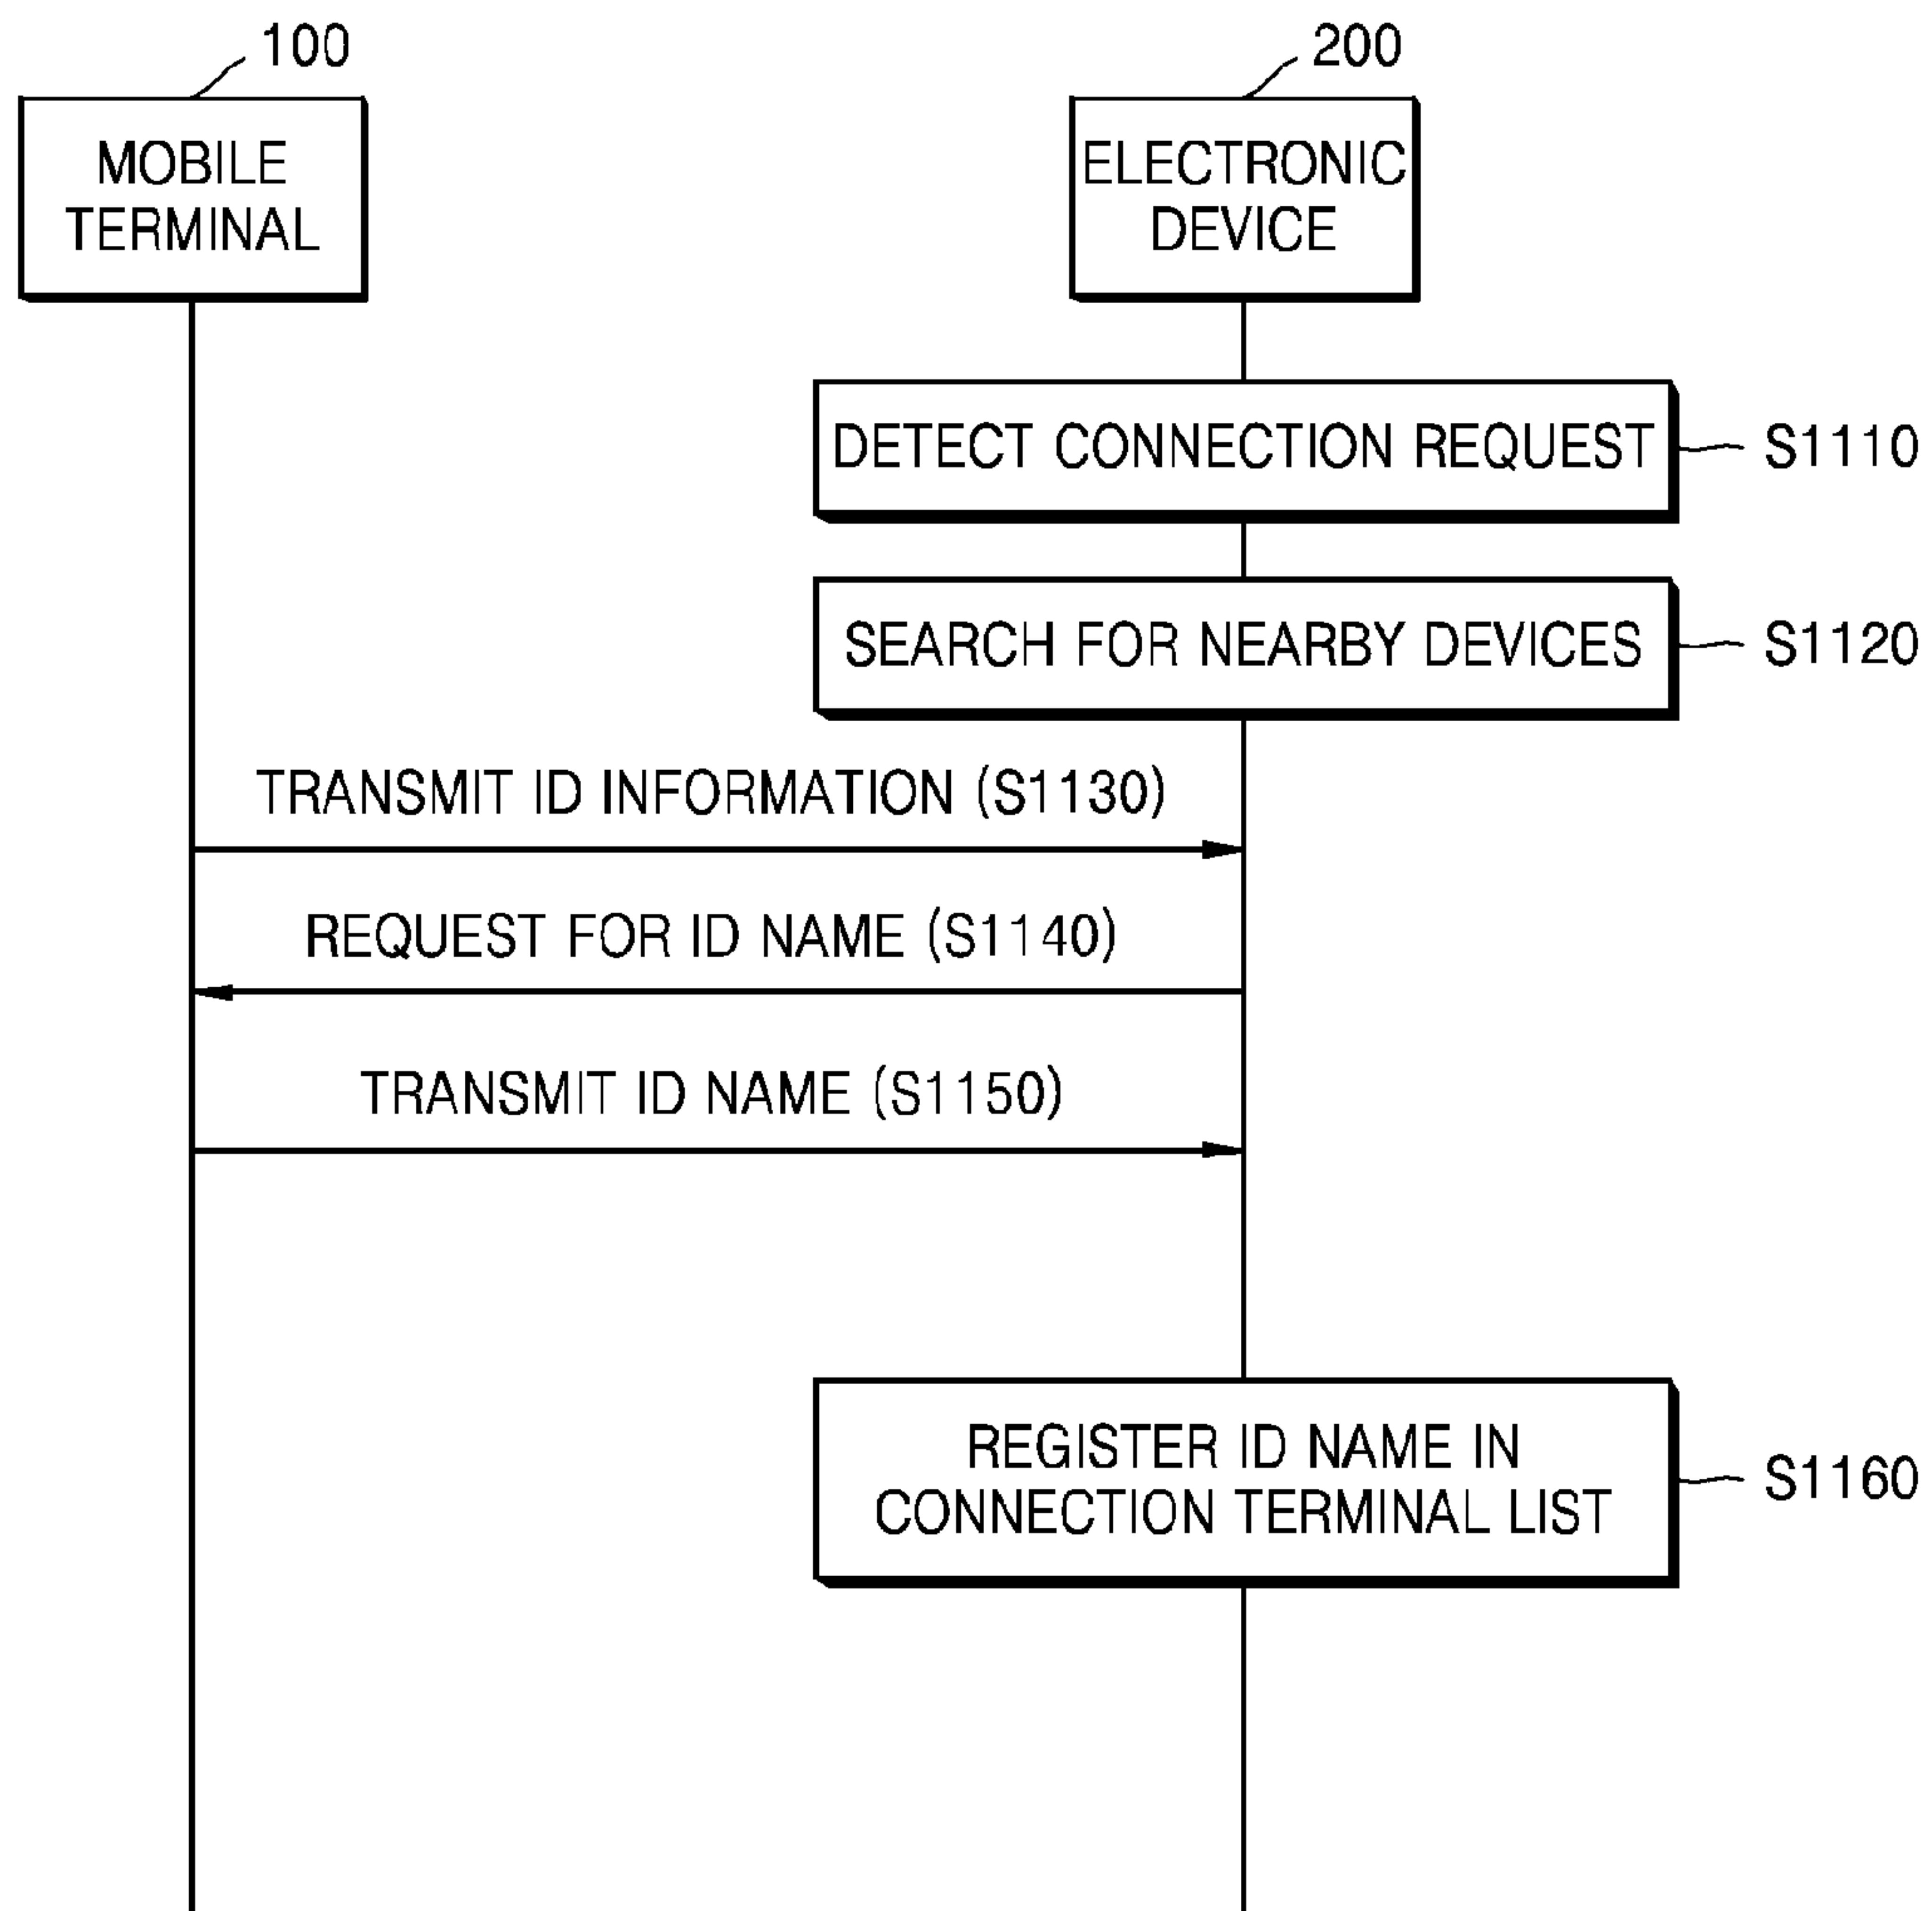 100
200
MOBILE
TERMINAL
ELECTRONIC
DEVICE
DETECT CONNECTION REQUEST
S1110
SEARCH FOR NEARBY DEVICES
S1120
TRANSMIT ID INFORMATION (S1130)
REQUEST FOR ID NAME (S1140)
TRANSMIT ID NAME (S1150)
REGISTER ID NAME IN
CONNECTION TERMINAL LIST
S1160